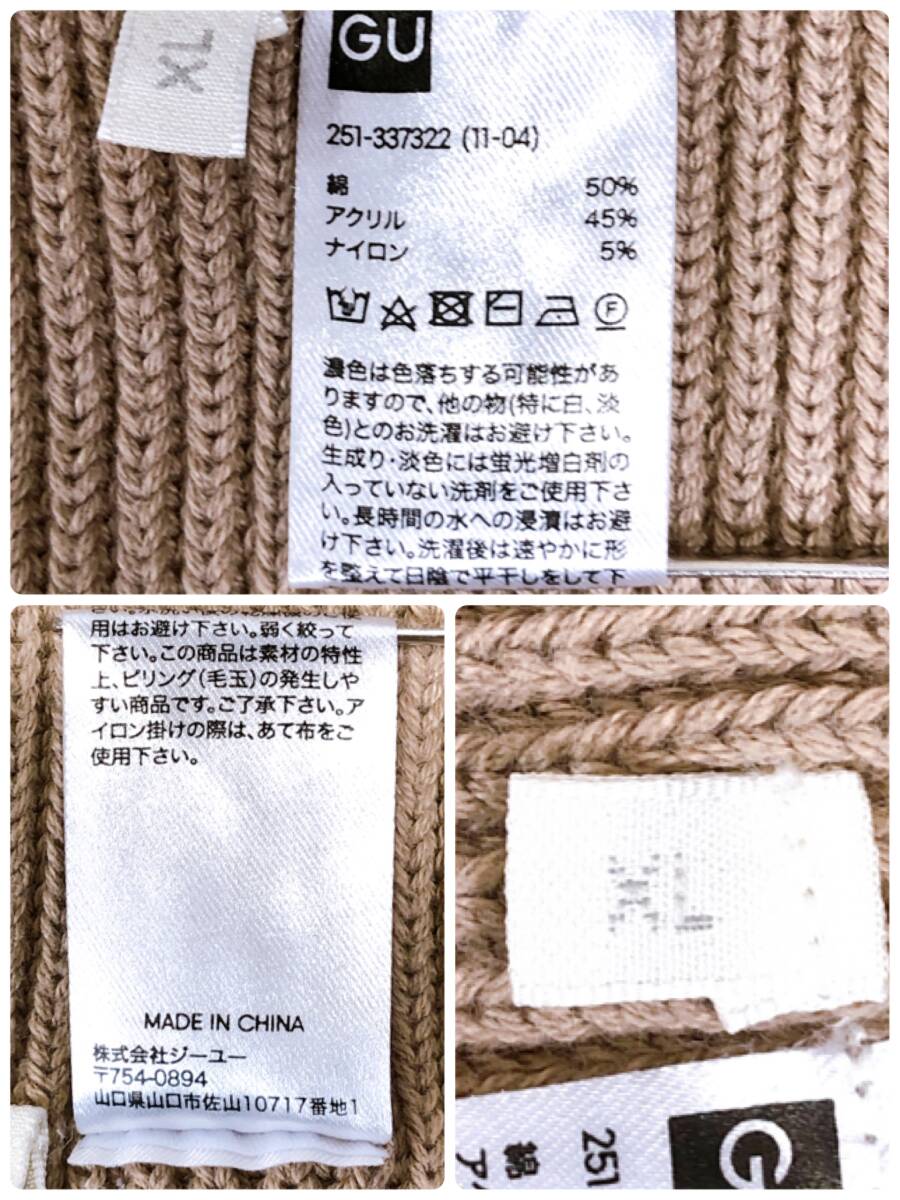 XL
GU
251-337322 (11-04)
綿 50%
アクリル 45%
ナイロン 5%
F
濃色は色落ちする可能性があ
りますので、他の物(特に白、淡
色)とのお洗濯はお避け下さい。
生成り・淡色には蛍光増白剤の
入っていない洗剤をご使用下さ
い。長時間の水への浸漬はお避
け下さい。洗濯後は速やかに形
を整えて日陰で平干しをして下
用はお避け下さい。弱く絞って
下さい。この商品は素材の特性
上、ピリング(毛玉)の発生しや
すい商品です。ご了承下さい。ア
イロン掛けの際は、あて布をご
使用下さい。
MADE IN CHINA
株式会社ジーユー
〒754-0894
山口県山口市佐山10717番地1
XL
G
251
綿
ア